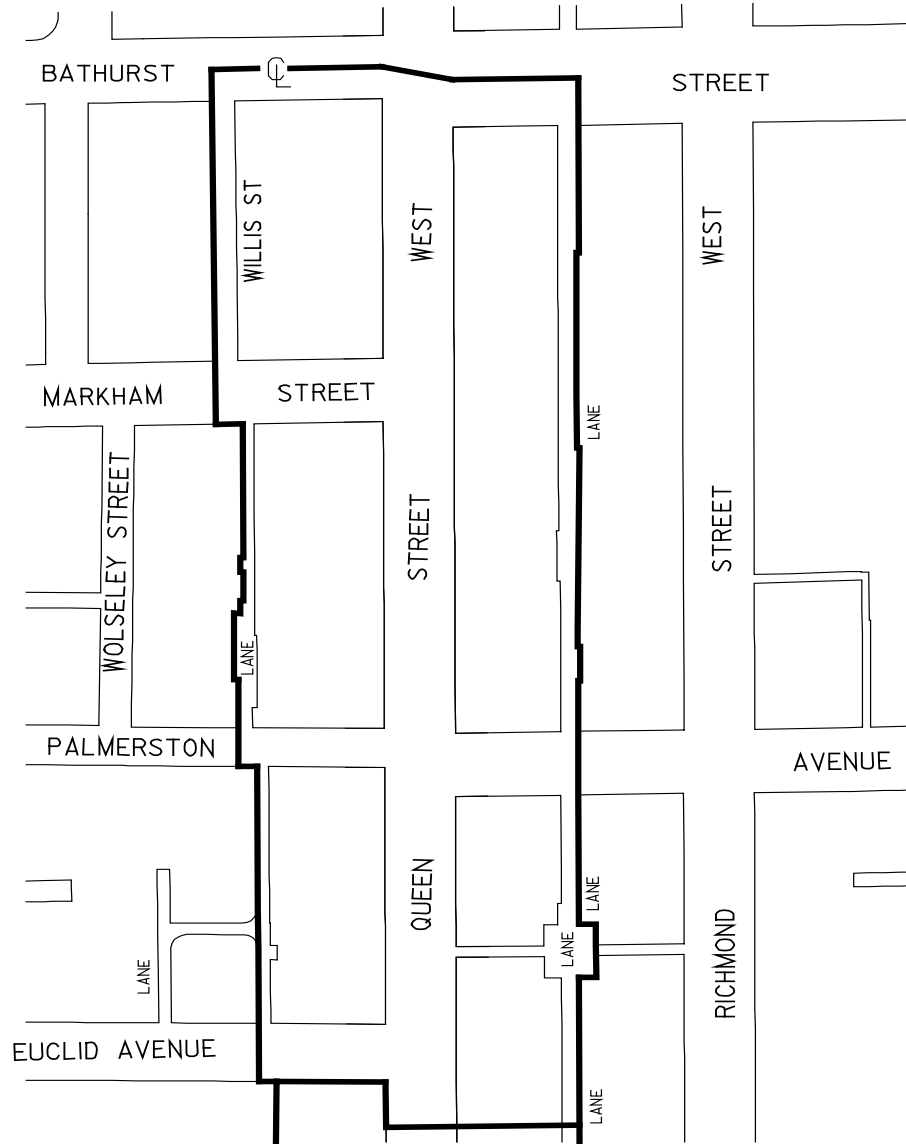 BATHURST
CL
STREET
WILLIS ST
WEST
WEST
MARKHAM
STREET
LANE
WOLSELEY STREET
STREET
STREET
LANE
PALMERSTON
AVENUE
QUEEN
LANE
RICHMOND
LANE
LANE
EUCLID AVENUE
LANE